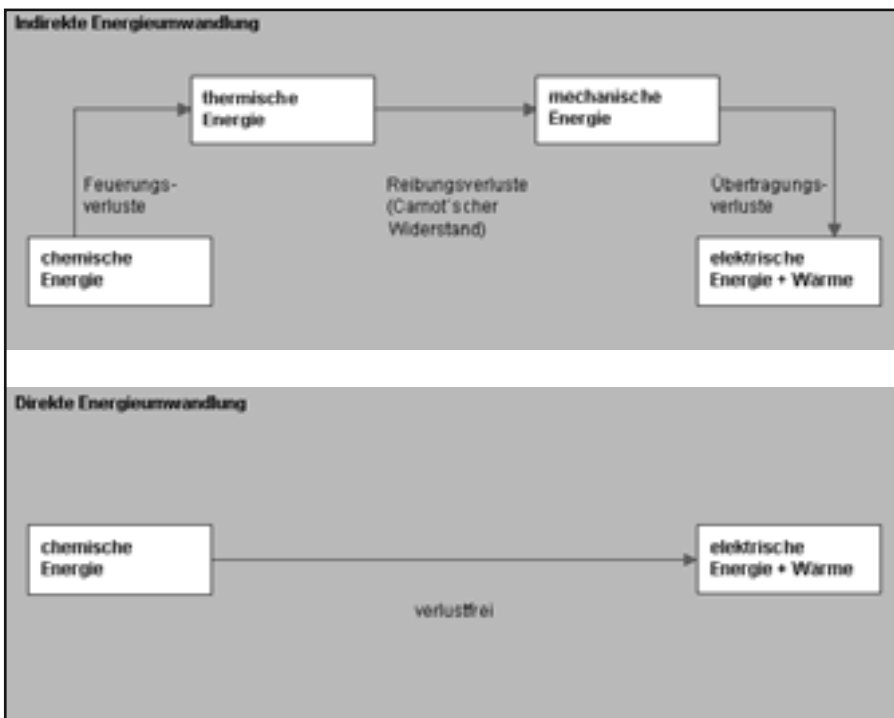 Indirekte Energieumwandlung
thermische
Energie
mechanische
Energie
Feuerungs-
verluste
Reibungsverluste
(Carnot´scher
Widerstand)
Übertragungs-
verluste
chemische
Energie
elektrische
Energie + Wärme
Direkte Energieumwandlung
chemische
Energie
elektrische
Energie + Wärme
verlustfrei